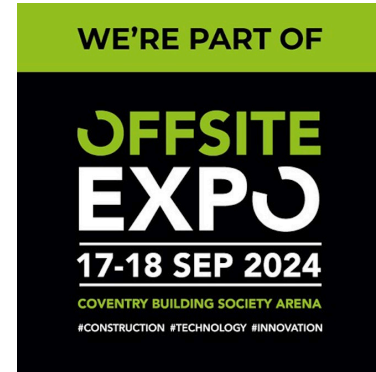 WE'RE PART OF
OFFSITE
EXPO
17-18 SEP 2024
COVENTRY BUILDING SOCIETY ARENA
#CONSTRUCTION #TECHNOLOGY #INNOVATION